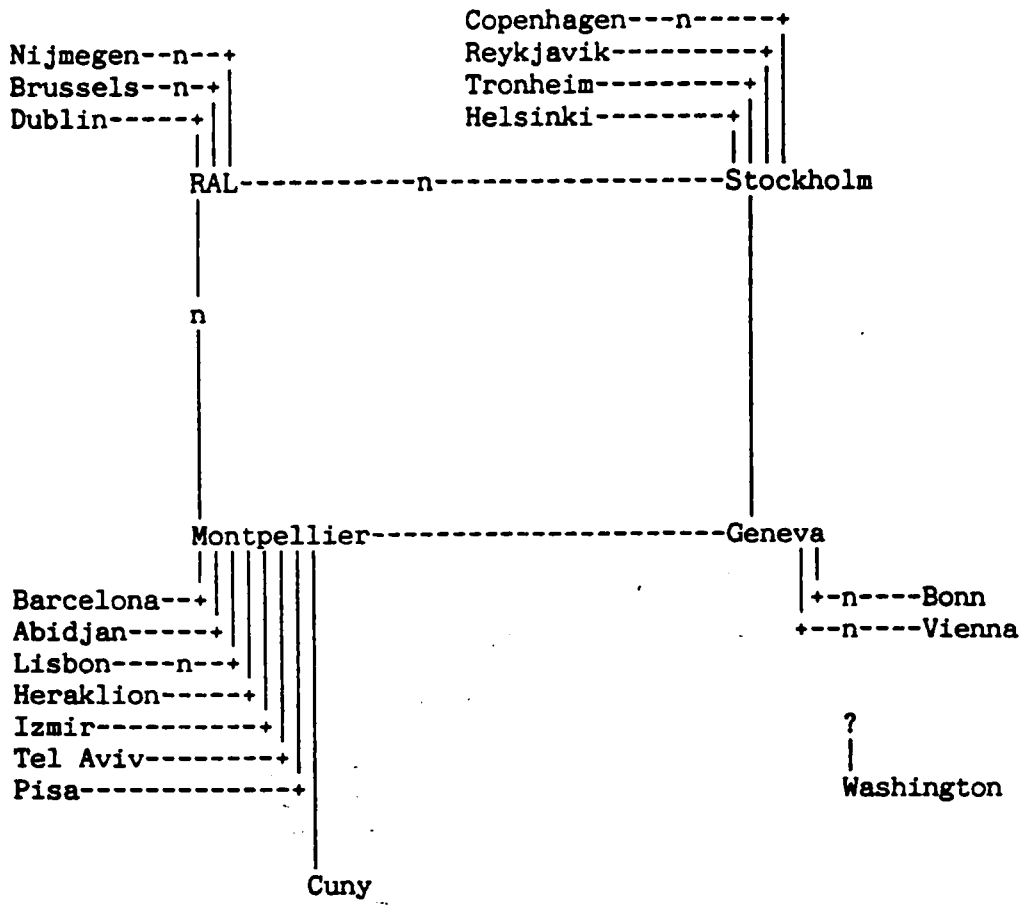 Copenhagen---n-----+
Nijmegen--n--+ Reykjavik---------+
Brussels--n-+ Tronheim---------+
Dublin-----+ Helsinki--------+
RAL-----------n------------------Stockholm
n
Montpellier----------------------Geneva
Barcelona--+ +-n----Bonn
Abidjan-----+ +--n----Vienna
Lisbon----n--+
Heraklion-----+
Izmir----------+ ?
Tel Aviv--------+
Pisa-------------+ Washington
Cuny